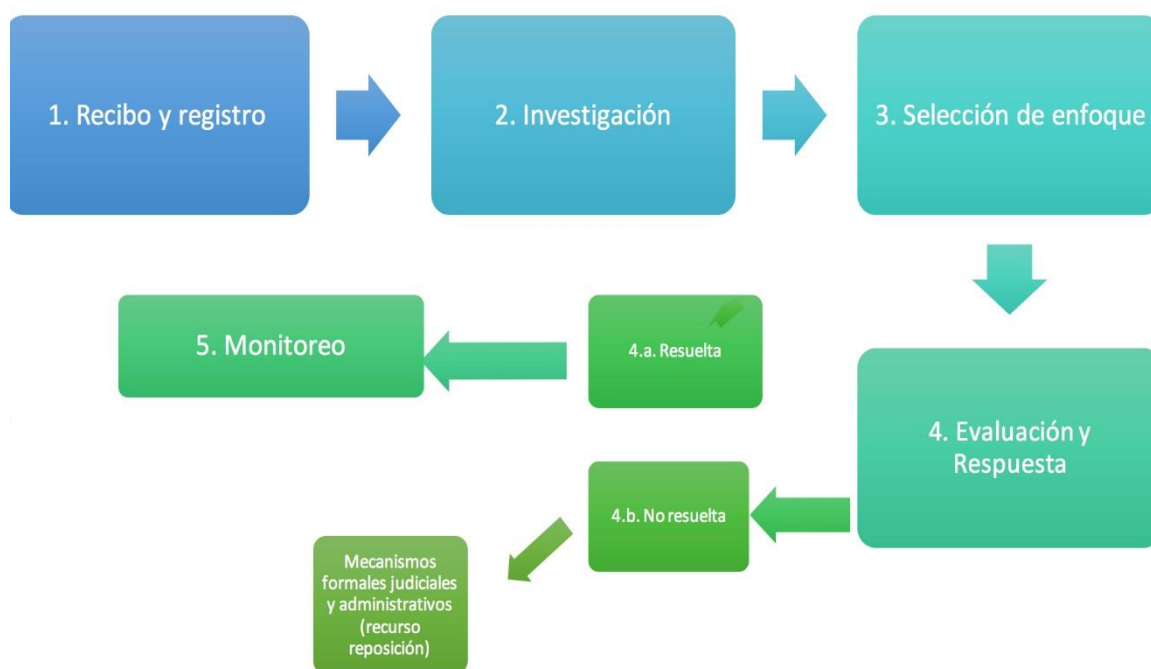 1. Recibo y registro
2. Investigación
3. Selección de enfoque
4. Evaluación y
Respuesta
4.a. Resuelta
5. Monitoreo
4.b. No resuelta
Mecanismos
formales judiciales
y administrativos
(recurso
reposición)